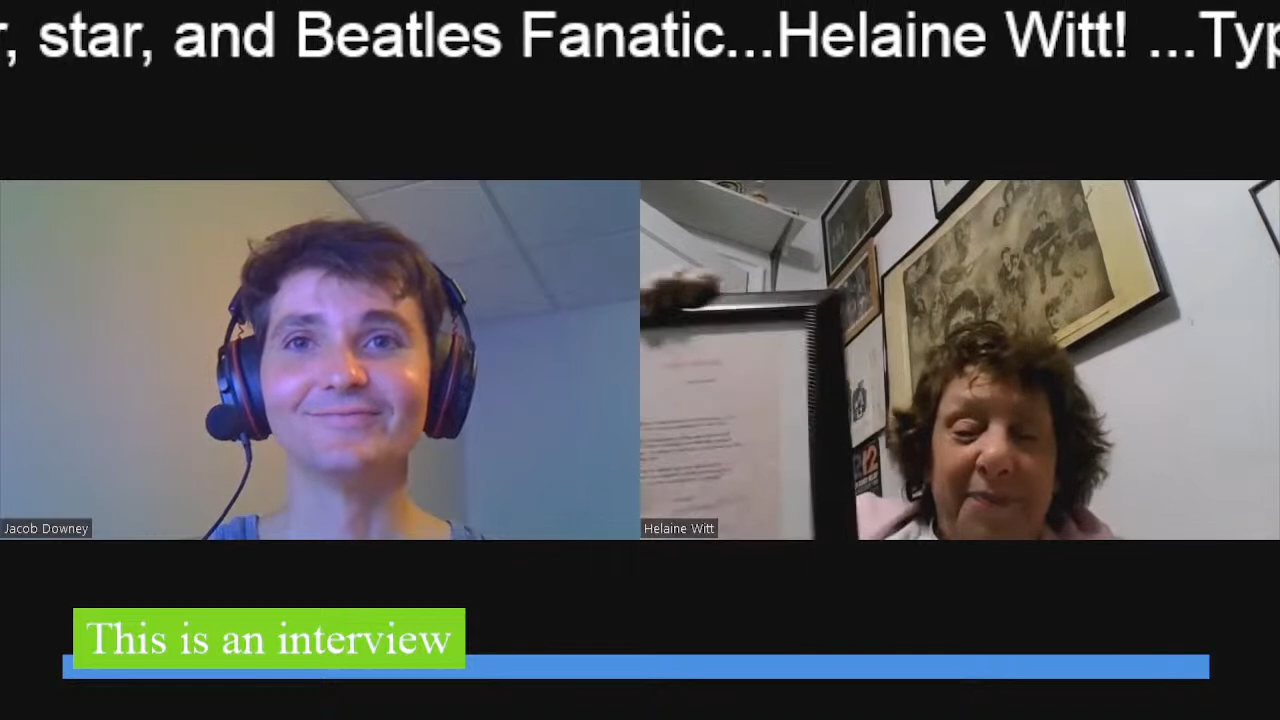 , star, and Beatles Fanatic...Helaine Witt! ...Typ
Jacob Downey
Helaine Witt
This is an interview